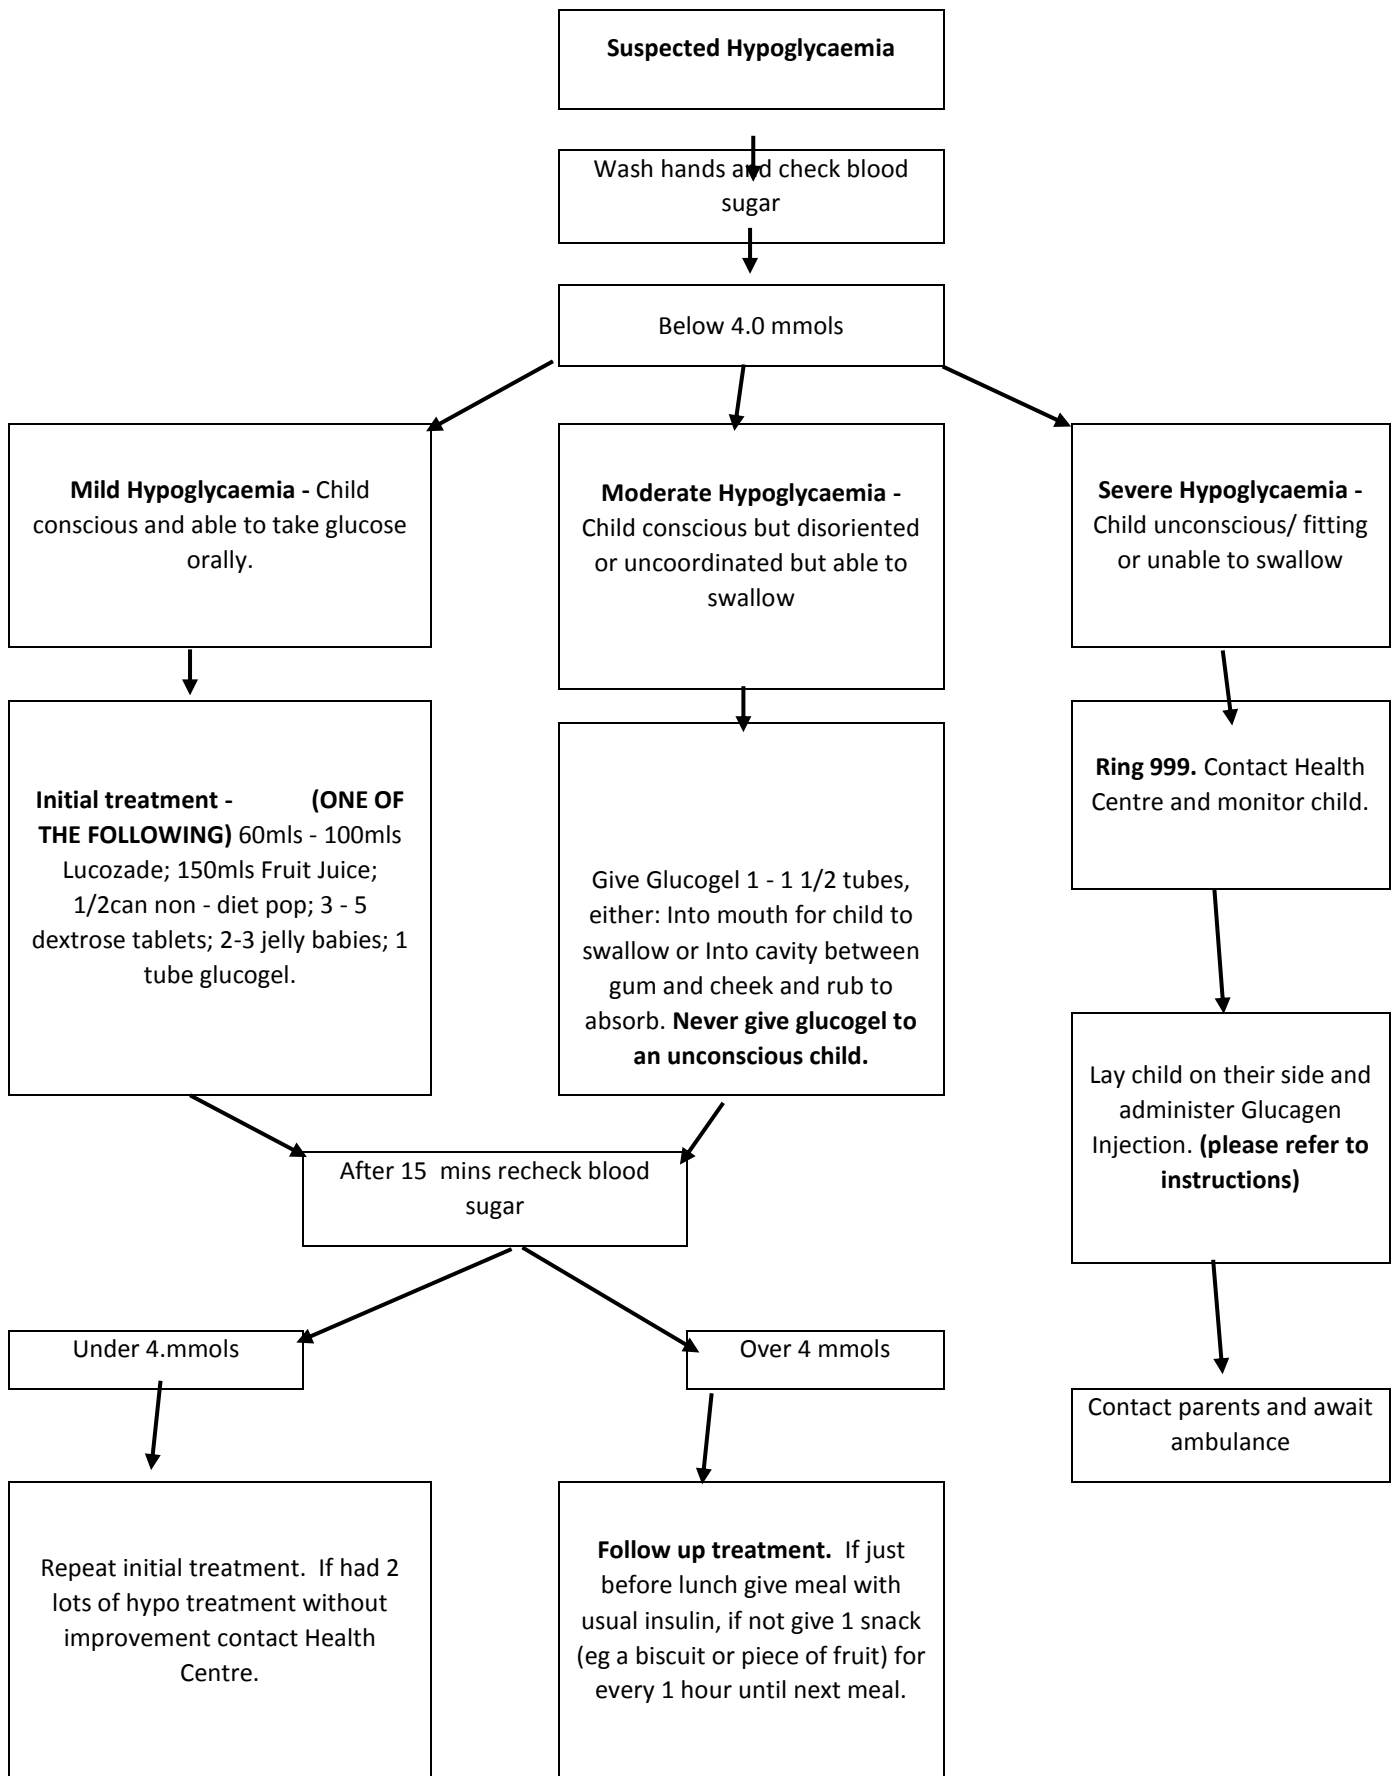 Suspected Hypoglycaemia
Wash hands and check blood
sugar
Below 4.0 mmols
Mild Hypoglycaemia - Child
conscious and able to take glucose
orally.
Moderate Hypoglycaemia -
Child conscious but disoriented
or uncoordinated but able to
swallow
Severe Hypoglycaemia -
Child unconscious/ fitting
or unable to swallow
Initial treatment - (ONE OF
THE FOLLOWING) 60mls - 100mls
Lucozade; 150mls Fruit Juice;
1/2can non - diet pop; 3 - 5
dextrose tablets; 2-3 jelly babies; 1
tube glucogel.
Give Glucogel 1 - 1 1/2 tubes,
either: Into mouth for child to
swallow or Into cavity between
gum and cheek and rub to
absorb. Never give glucogel to
an unconscious child.
Ring 999. Contact Health
Centre and monitor child.
Lay child on their side and
administer Glucagen
Injection. (please refer to
instructions)
After 15 mins recheck blood
sugar
Under 4.mmols
Over 4 mmols
Contact parents and await
ambulance
Repeat initial treatment. If had 2
lots of hypo treatment without
improvement contact Health
Centre.
Follow up treatment. If just
before lunch give meal with
usual insulin, if not give 1 snack
(eg a biscuit or piece of fruit) for
every 1 hour until next meal.